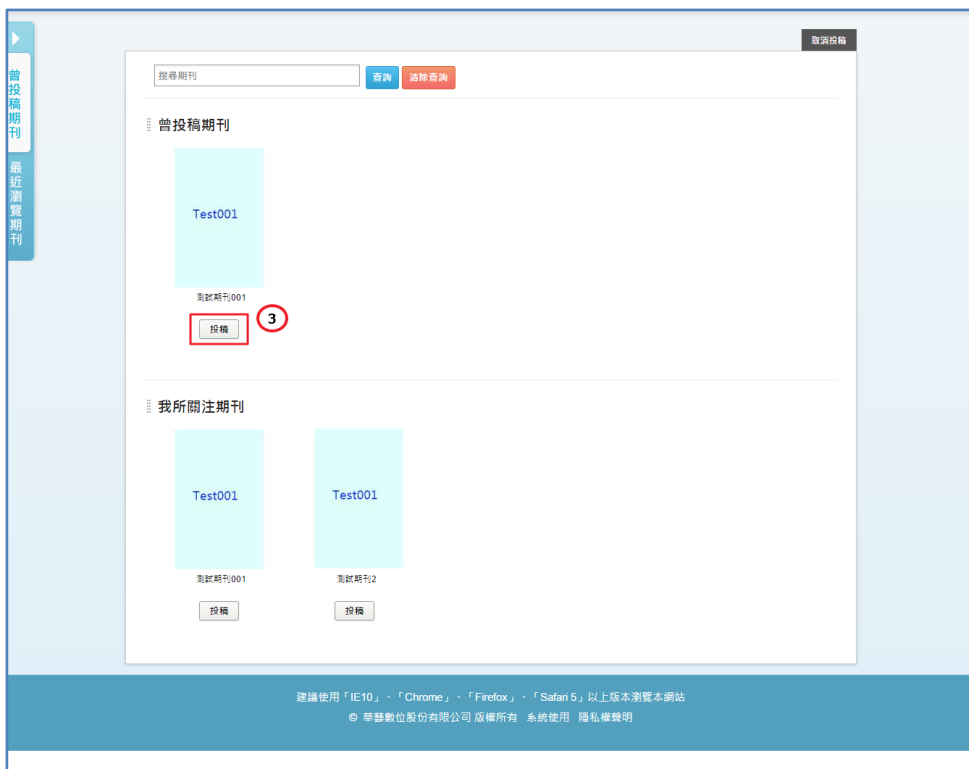 取消投稿
曾投稿期刊
最近瀏覽期刊
搜尋期刊
查詢
清除查詢
曾投稿期刊
Test001
測試期刊001
投稿
3
我所關注期刊
Test001
Test001
測試期刊001
測試期刊2
投稿
投稿
建議使用「IE10」、「Chrome」、「Firefox」、「Safari 5」以上版本瀏覽本網站
© 華藝數位股份有限公司 版權所有 系統使用 隱私權聲明